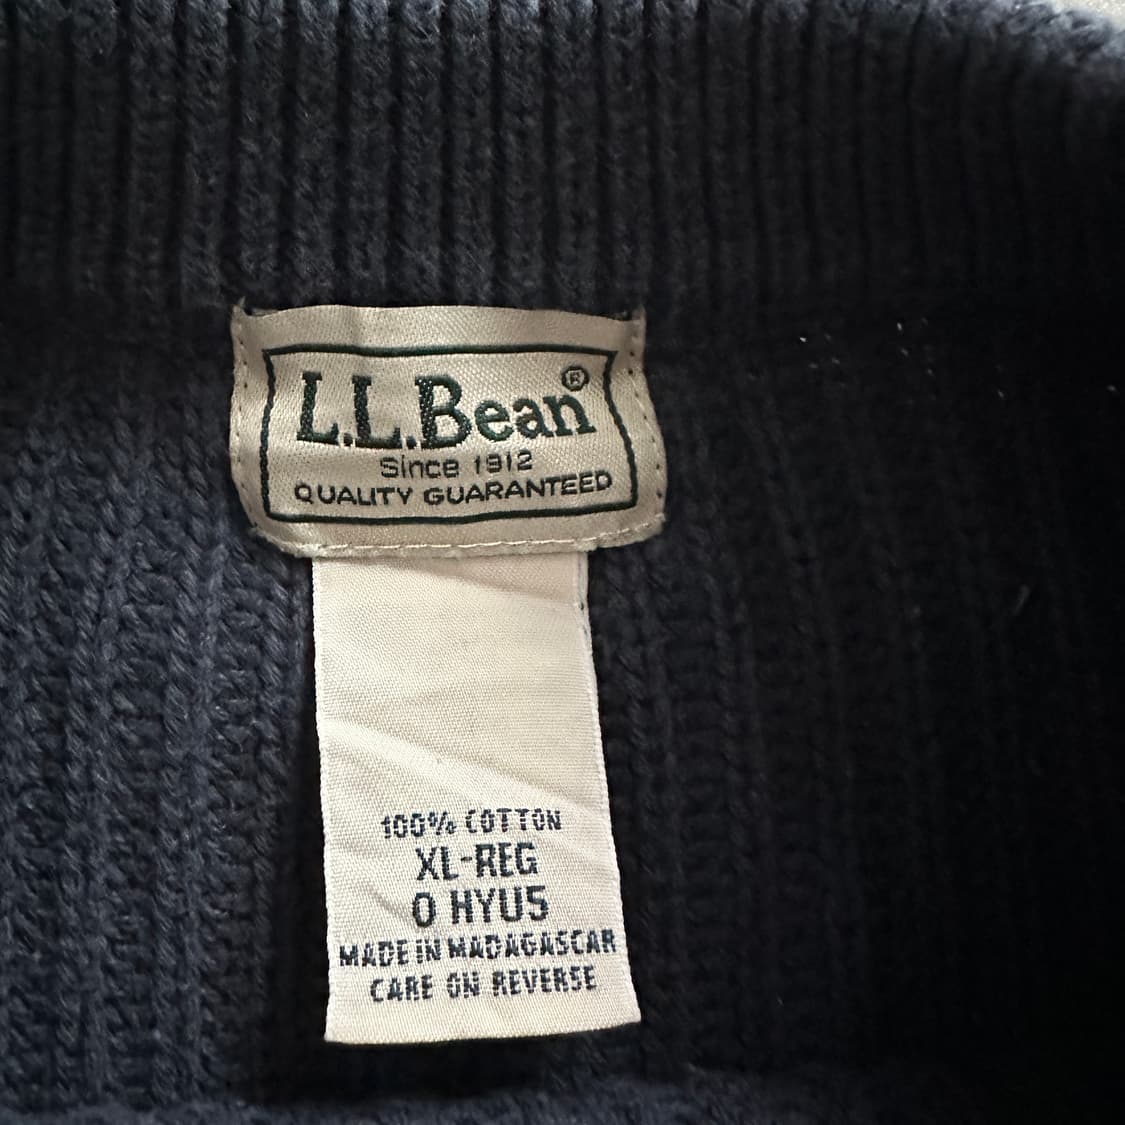 L.L.Bean®
Since 1912
QUALITY GUARANTEED
100% COTTON
XL-REG
0 HYU5
MADE IN MADAGASCAR
CARE ON REVERSE